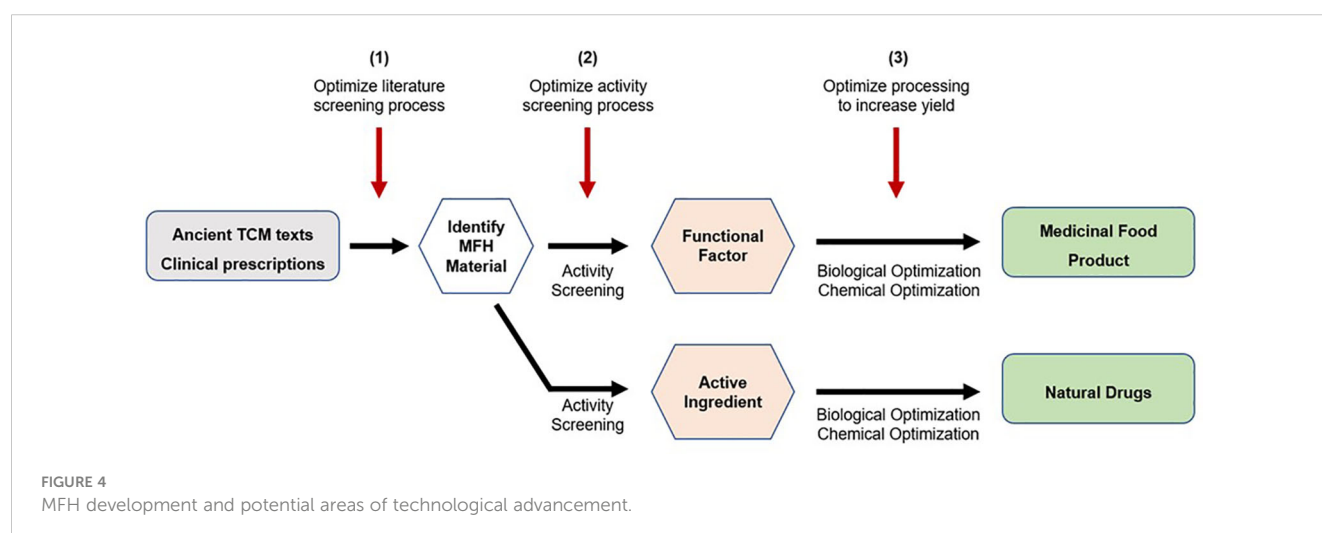 (1)
Optimize literature
screening process
(2)
Optimize activity
screening process
(3)
Optimize processing
to increase yield
Ancient TCM texts
Clinical prescriptions
Identify
MFH
Material
Activity
Screening
Functional
Factor
Biological Optimization
Chemical Optimization
Medicinal Food
Product
Activity
Screening
Active
Ingredient
Biological Optimization
Chemical Optimization
Natural Drugs
FIGURE 4
MFH development and potential areas of technological advancement.